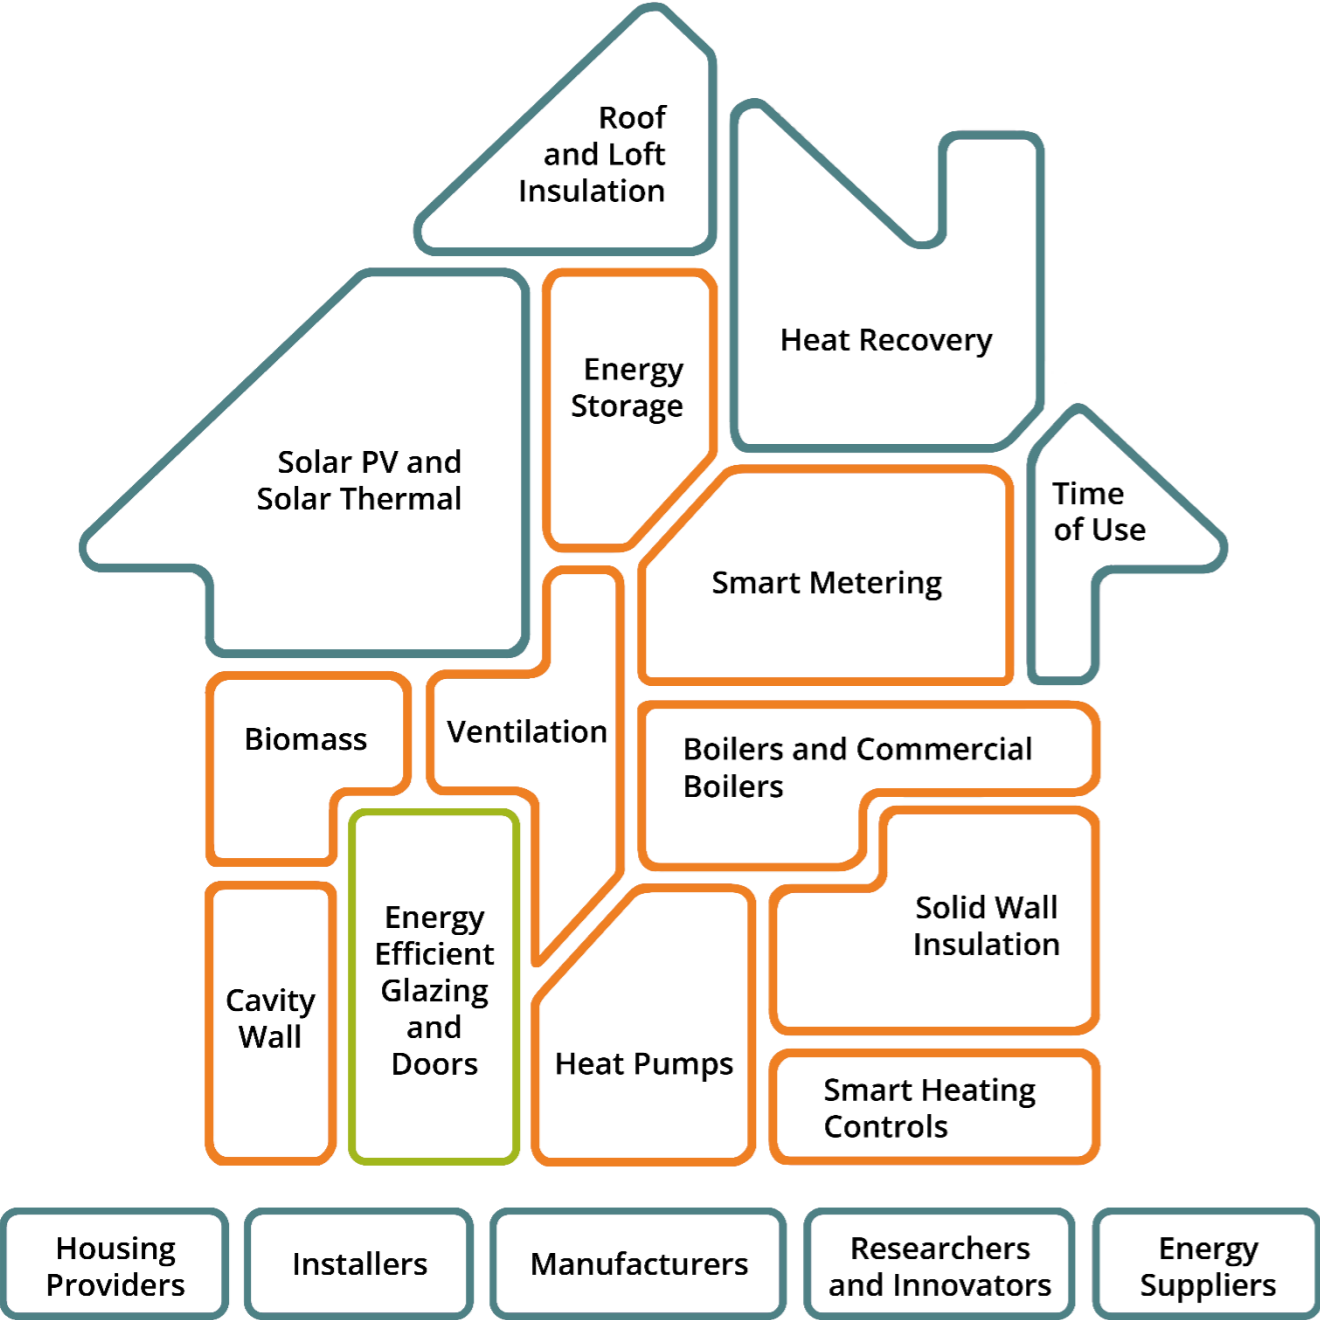 Roof
and Loft
Insulation
Heat Recovery
Energy
Storage
Solar PV and
Solar Thermal
Time
of Use
Smart Metering
Biomass
Ventilation
Boilers and Commercial
Boilers
Energy
Efficient
Glazing
and
Doors
Solid Wall
Insulation
Cavity
Wall
Heat Pumps
Smart Heating
Controls
Housing
Providers
Installers
Manufacturers
Researchers
and Innovators
Energy
Suppliers